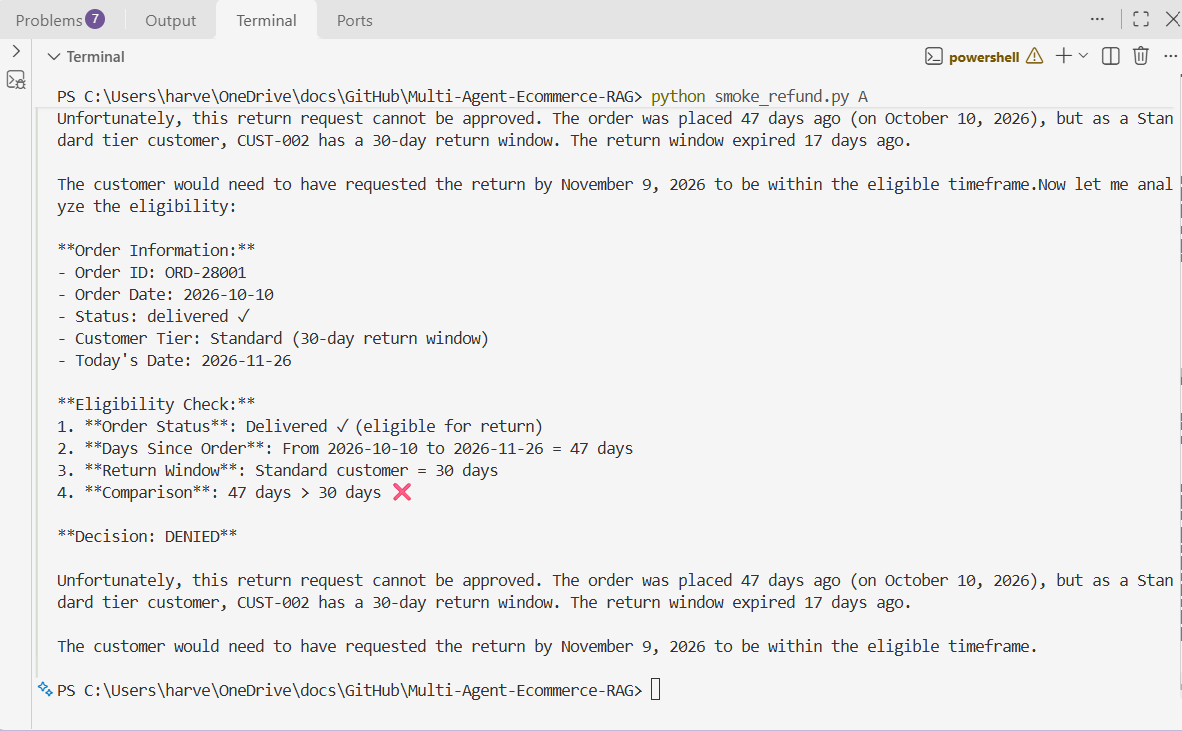 Problems 7 Output Terminal Ports
Terminal
powershell
PS C:\Users\harve\OneDrive\docs\GitHub\Multi-Agent-Ecommerce-RAG> python smoke_refund.py A
Unfortunately, this return request cannot be approved. The order was placed 47 days ago (on October 10, 2026), but as a Stan
dard tier customer, CUST-002 has a 30-day return window. The return window expired 17 days ago.
The customer would need to have requested the return by November 9, 2026 to be within the eligible timeframe.Now let me anal
yze the eligibility:
**Order Information:**
- Order ID: ORD-28001
- Order Date: 2026-10-10
- Status: delivered ✓
- Customer Tier: Standard (30-day return window)
- Today's Date: 2026-11-26
**Eligibility Check:**
1. **Order Status**: Delivered ✓ (eligible for return)
2. **Days Since Order**: From 2026-10-10 to 2026-11-26 = 47 days
3. **Return Window**: Standard customer = 30 days
4. **Comparison**: 47 days > 30 days ❌
**Decision: DENIED**
Unfortunately, this return request cannot be approved. The order was placed 47 days ago (on October 10, 2026), but as a Stan
dard tier customer, CUST-002 has a 30-day return window. The return window expired 17 days ago.
The customer would need to have requested the return by November 9, 2026 to be within the eligible timeframe.
PS C:\Users\harve\OneDrive\docs\GitHub\Multi-Agent-Ecommerce-RAG>